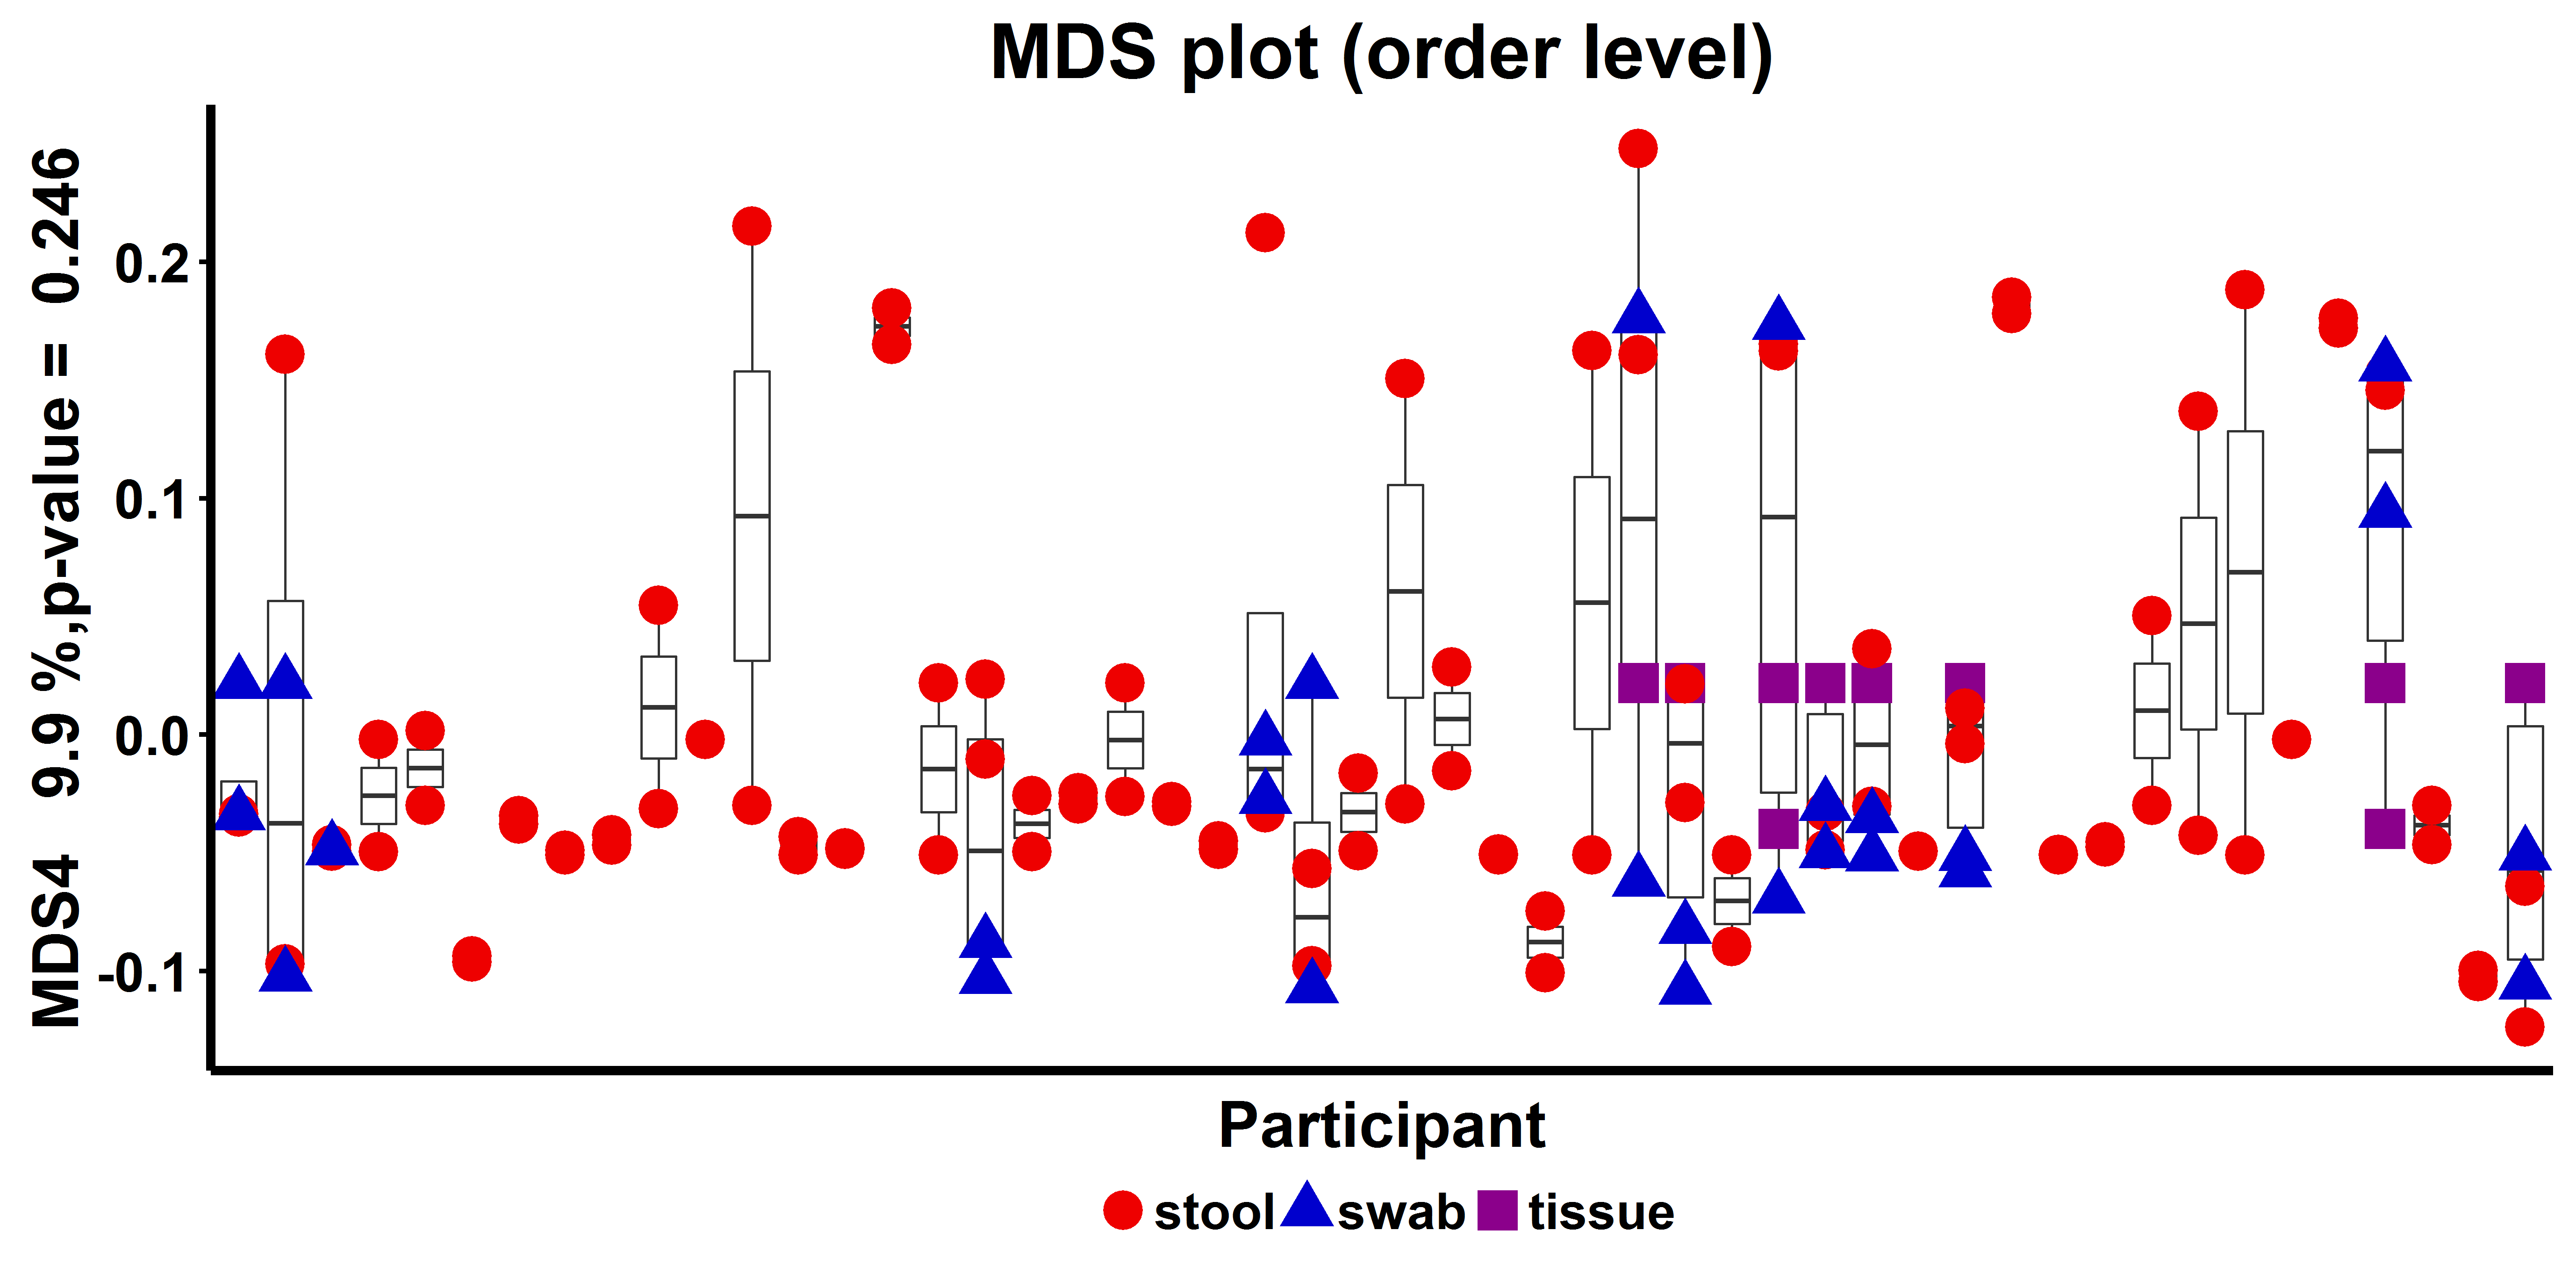 MDS plot (order level)
MDS4 9.9 %,p-value = 0.246
0.2
0.1
0.0
-0.1
Participant
stool swab tissue